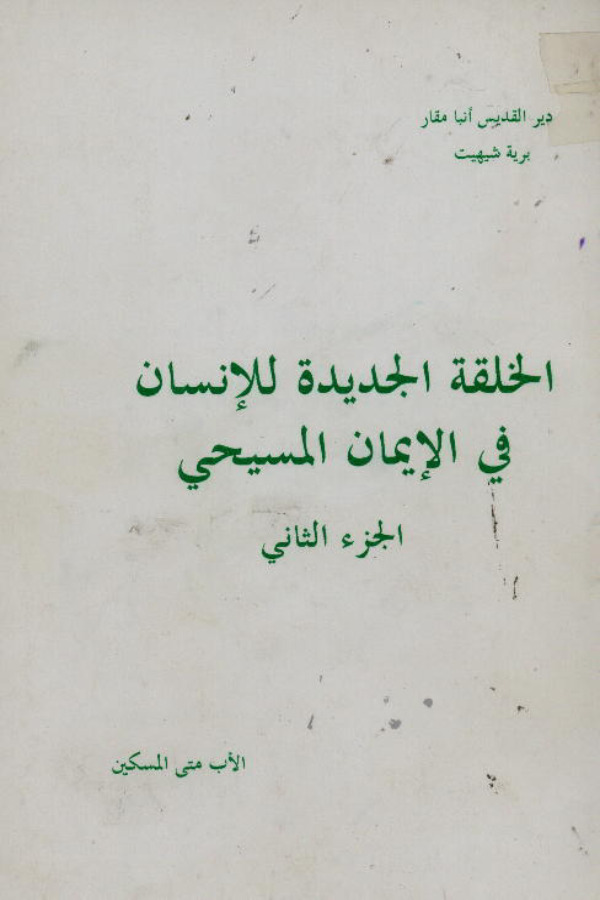 دير القديس أنبا مقار
برية شيهيت
الخلقة الجديدة للإنسان
في الإيمان المسيحي
الجزء الثاني
الأب متى المسكين